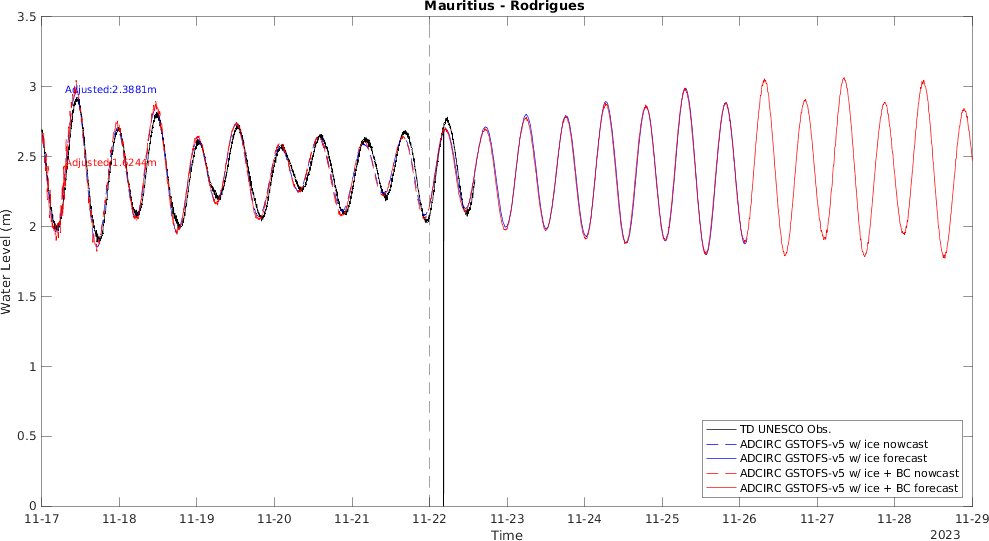 Mauritius - Rodrigues
3.5
3
2.5
2
1.5
1
0.5
0
Water Level (m)
Adjusted:2.3881m
Adjusted:1.6244m
TD UNESCO Obs.
ADCIRC GSTOFS-v5 w/ ice nowcast
ADCIRC GSTOFS-v5 w/ ice forecast
ADCIRC GSTOFS-v5 w/ ice + BC nowcast
ADCIRC GSTOFS-v5 w/ ice + BC forecast
11-17 11-18 11-19 11-20 11-21 11-22 11-23 11-24 11-25 11-26 11-27 11-28 11-29
Time
2023